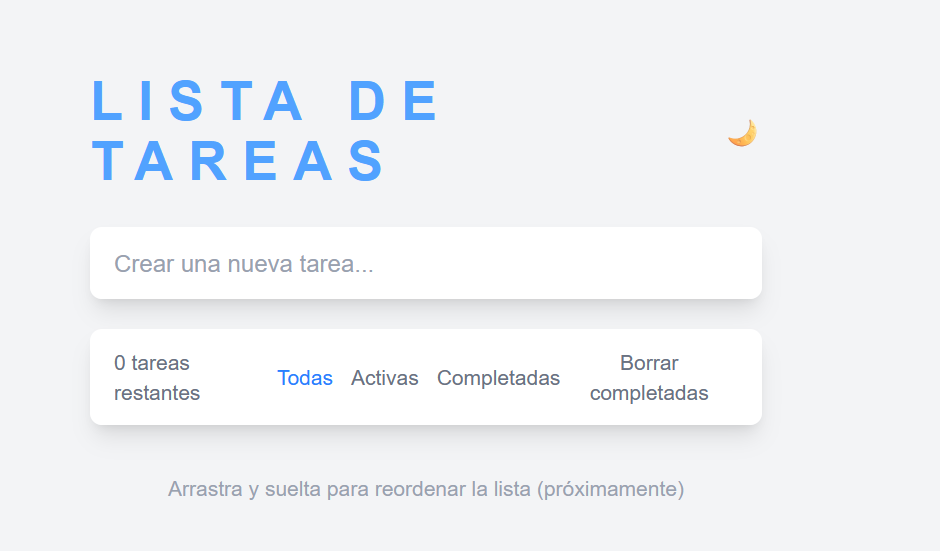 LISTA DE
TAREAS
Crear una nueva tarea...
0 tareas
restantes
Todas
Activas
Completadas
Borrar
completadas
Arrastra y suelta para reordenar la lista (próximamente)